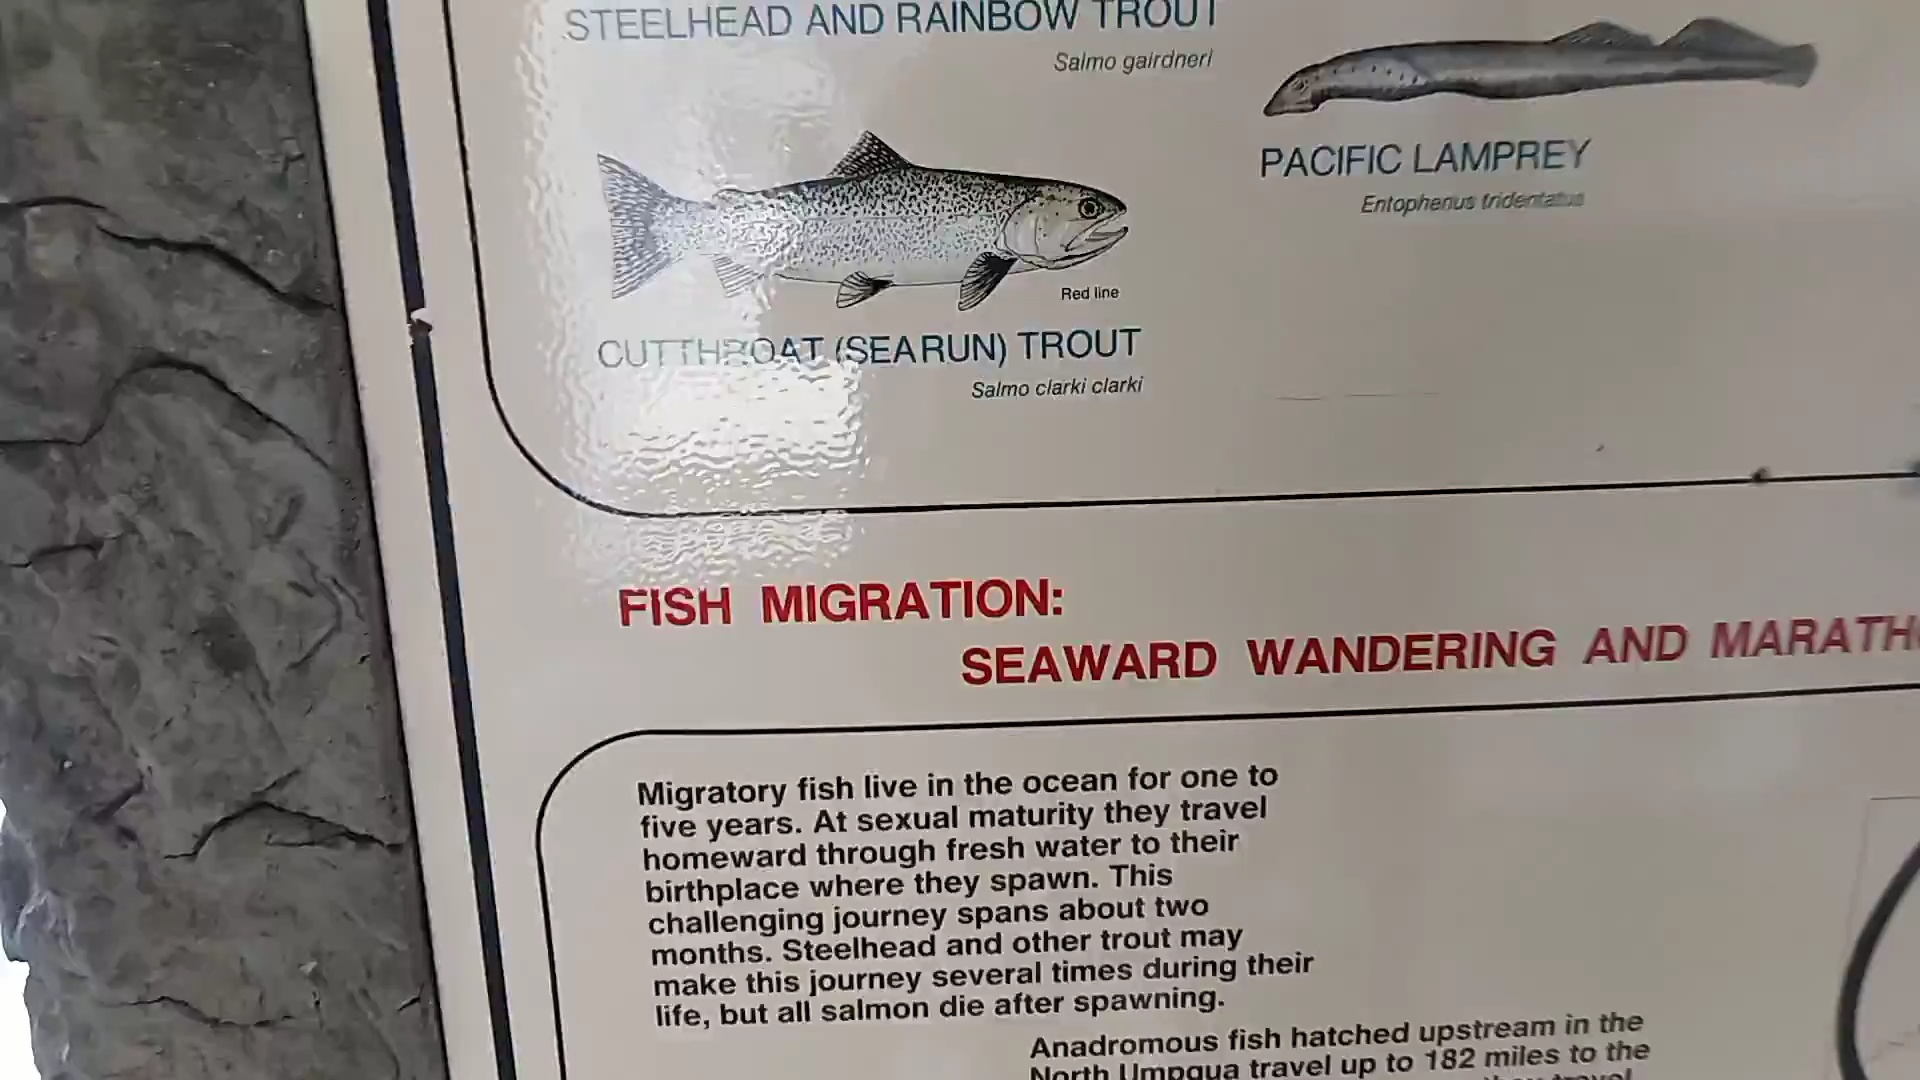 STEELHEAD AND RAINBOW TROUT
Salmo gairdneri
PACIFIC LAMPREY
Entophenus tridentatus
Red line
CUTTHROAT (SEARUN) TROUT
Salmo clarki clarki
FISH MIGRATION:
SEAWARD WANDERING AND MARATHO
Migratory fish live in the ocean for one to
five years. At sexual maturity they travel
homeward through fresh water to their
birthplace where they spawn. This
challenging journey spans about two
months. Steelhead and other trout may
make this journey several times during their
life, but all salmon die after spawning.
Anadromous fish hatched upstream in the
North Umpqua travel up to 182 miles to the